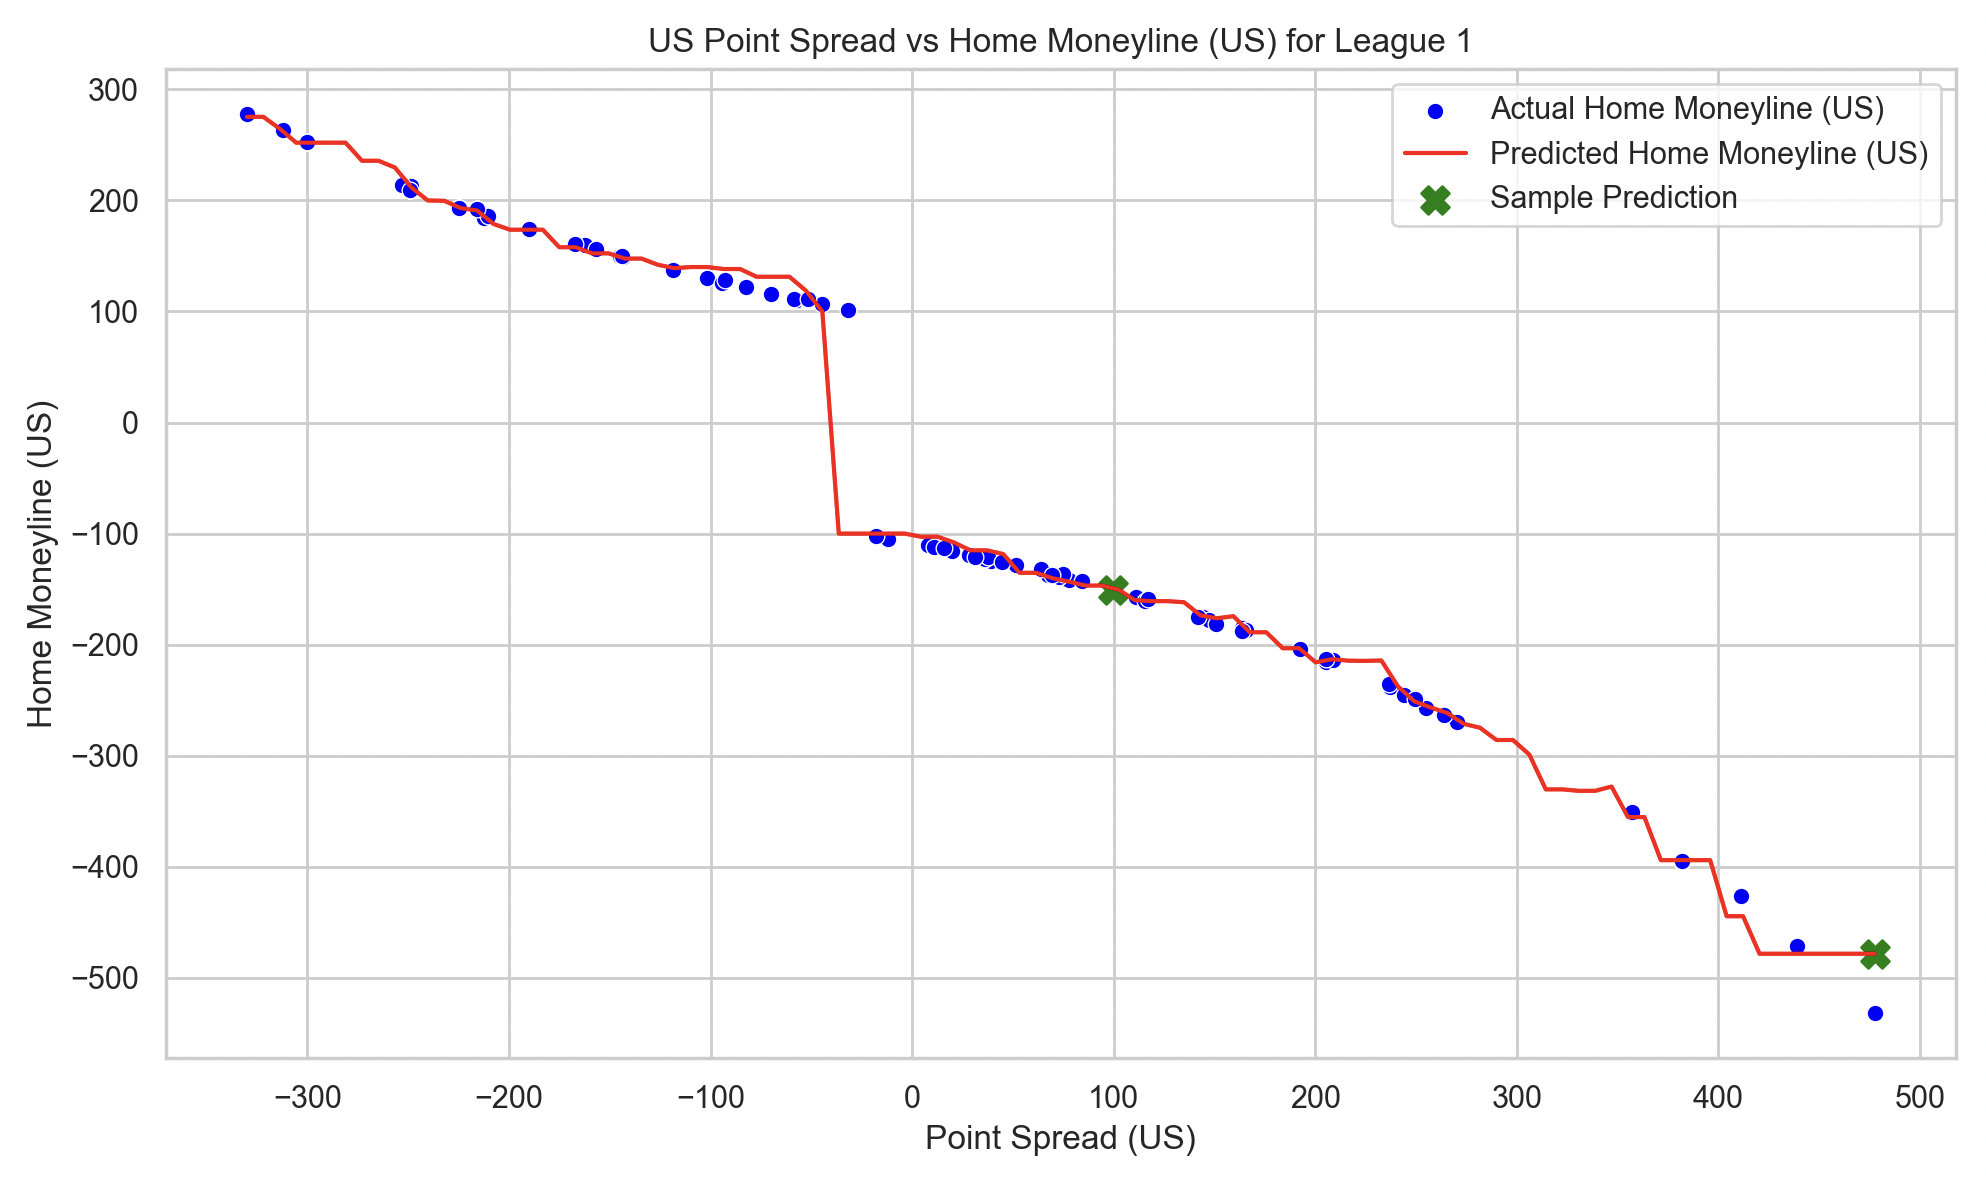 US Point Spread vs Home Moneyline (US) for League 1
Actual Home Moneyline (US)
Predicted Home Moneyline (US)
Sample Prediction
Home Moneyline (US)
300
200
100
0
−100
−200
−300
−400
−500
−300 −200 −100 0 100 200 300 400 500
Point Spread (US)